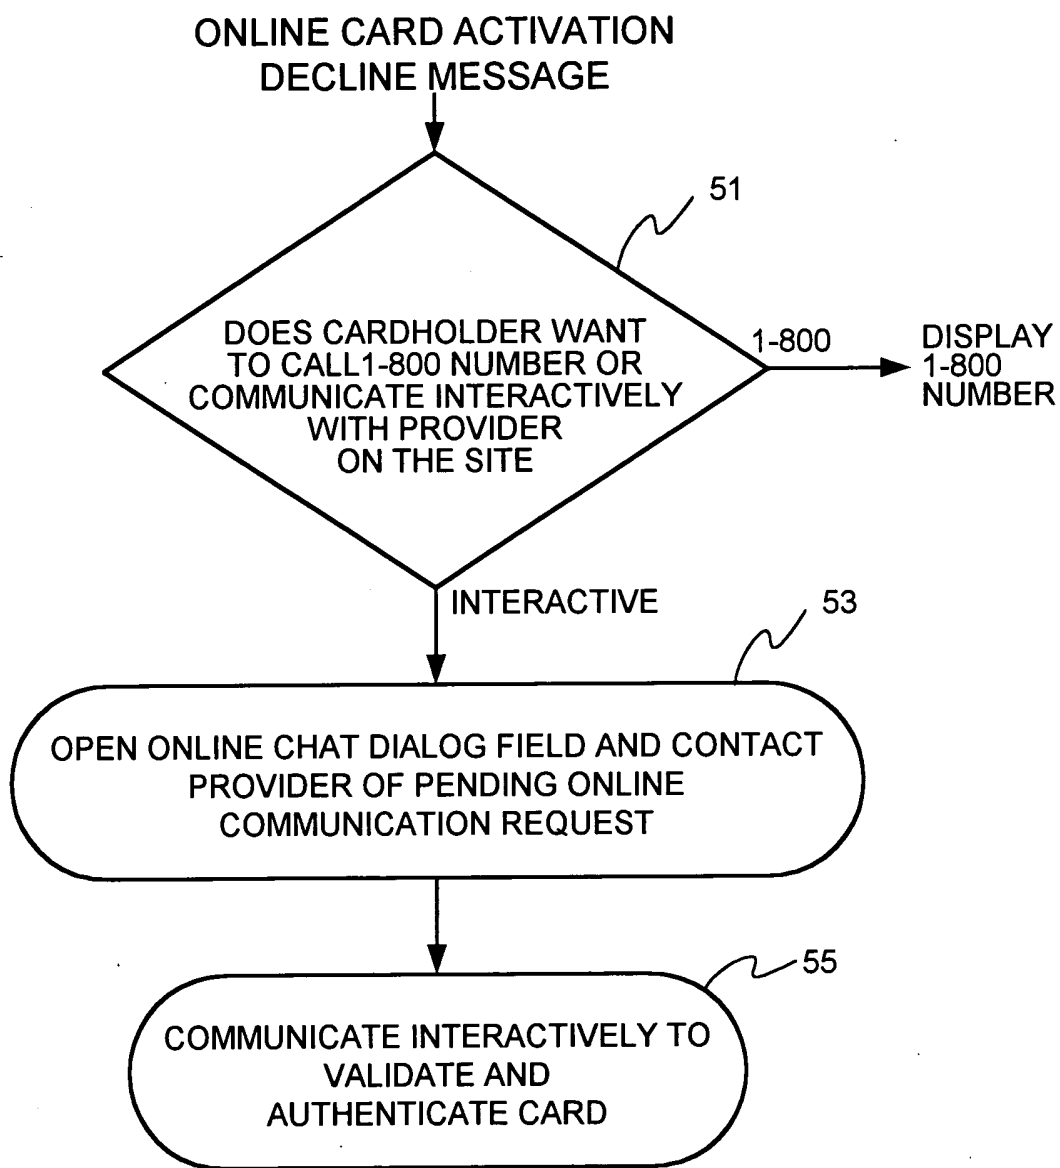 ONLINE CARD ACTIVATION
DECLINE MESSAGE
51
DOES CARDHOLDER WANT
TO CALL1-800 NUMBER OR
COMMUNICATE INTERACTIVELY
WITH PROVIDER
ON THE SITE
1-800
DISPLAY
1-800
NUMBER
INTERACTIVE
53
OPEN ONLINE CHAT DIALOG FIELD AND CONTACT
PROVIDER OF PENDING ONLINE
COMMUNICATION REQUEST
55
COMMUNICATE INTERACTIVELY TO
VALIDATE AND
AUTHENTICATE CARD